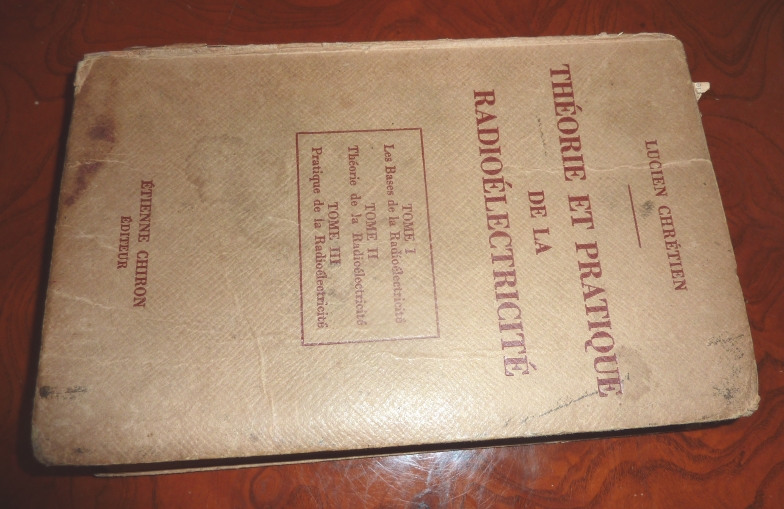 LUCIEN CHRÉTIEN
THÉORIE ET PRATIQUE
DE LA
RADIOÉLECTRICITÉ
TOME I
Les Bases de la Radioélectricité
TOME II
Théorie de la Radioélectricité
TOME III
Pratique de la Radioélectricité
ÉTIENNE CHIRON
ÉDITEUR